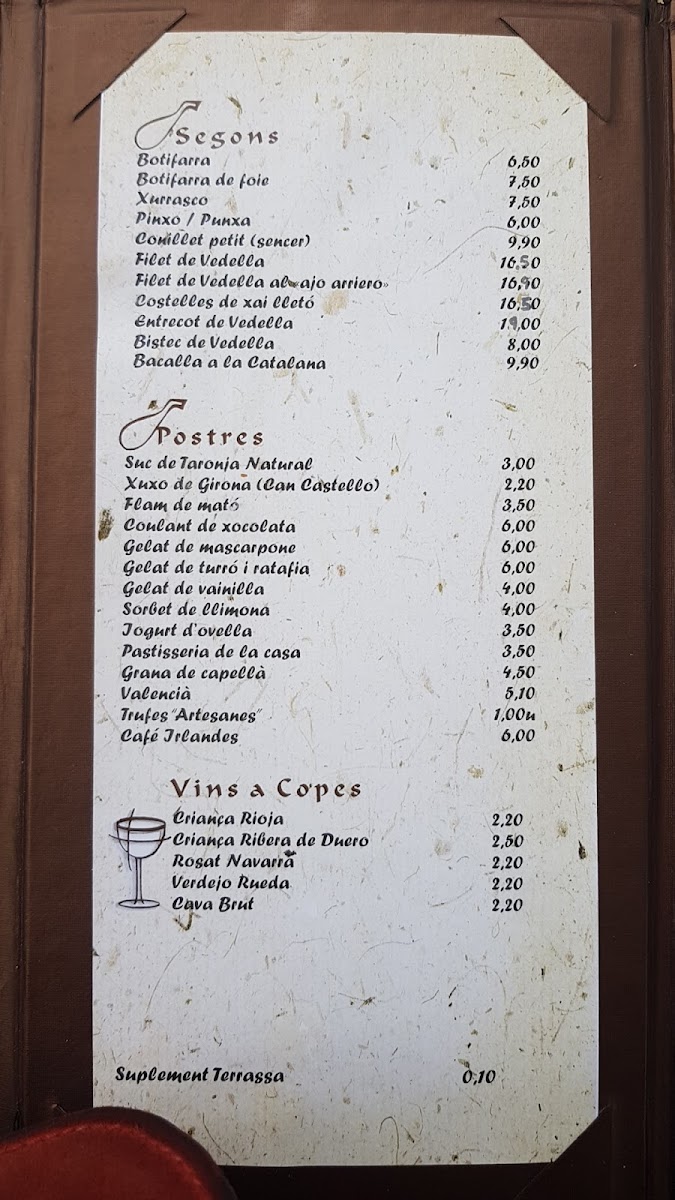 Segons
Botifarra 6,50
Botifarra de foie 7,50
Xurrasco 7,50
Pinxo / Punxa 6,00
Conillet petit (sencer) 9,90
Filet de Vedella 16,50
Filet de Vedella al «ajo arriero» 16,90
Costelles de xai lletó 16,50
Entrecot de Vedella 19,00
Bistec de Vedella 8,00
Bacalla a la Catalana 9,90
Postres
Suc de Taronja Natural 3,00
Xuxo de Girona (Can Castello) 2,20
Flam de mató 3,50
Coulant de xocolata 6,00
Gelat de mascarpone 6,00
Gelat de turró i ratafia 6,00
Gelat de vainilla 4,00
Sorbet de llimona 4,00
Iogurt d'ovella 3,50
Pastisseria de la casa 3,50
Grana de capellà 4,50
Valencià 5,10
Trufes "Artesanes" 1,00u
Café Irlandes 6,00
Vins a Copes
Criança Rioja 2,20
Criança Ribera de Duero 2,50
Rosat Navarra 2,20
Verdejo Rueda 2,20
Cava Brut 2,20
Suplement Terrassa 0,10